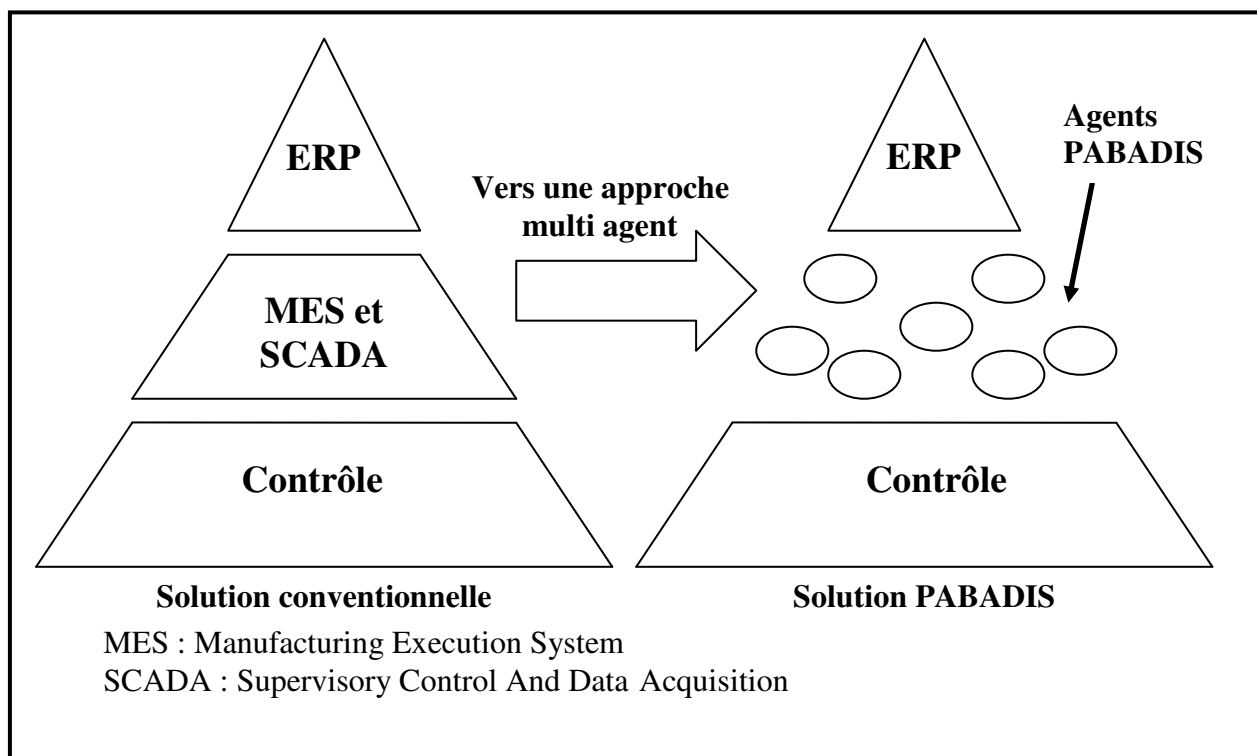 ERP
MES et
SCADA
Contrôle
Solution conventionnelle
Vers une approche
multi agent
ERP
Agents
PABADIS
Contrôle
Solution PABADIS
MES : Manufacturing Execution System
SCADA : Supervisory Control And Data Acquisition